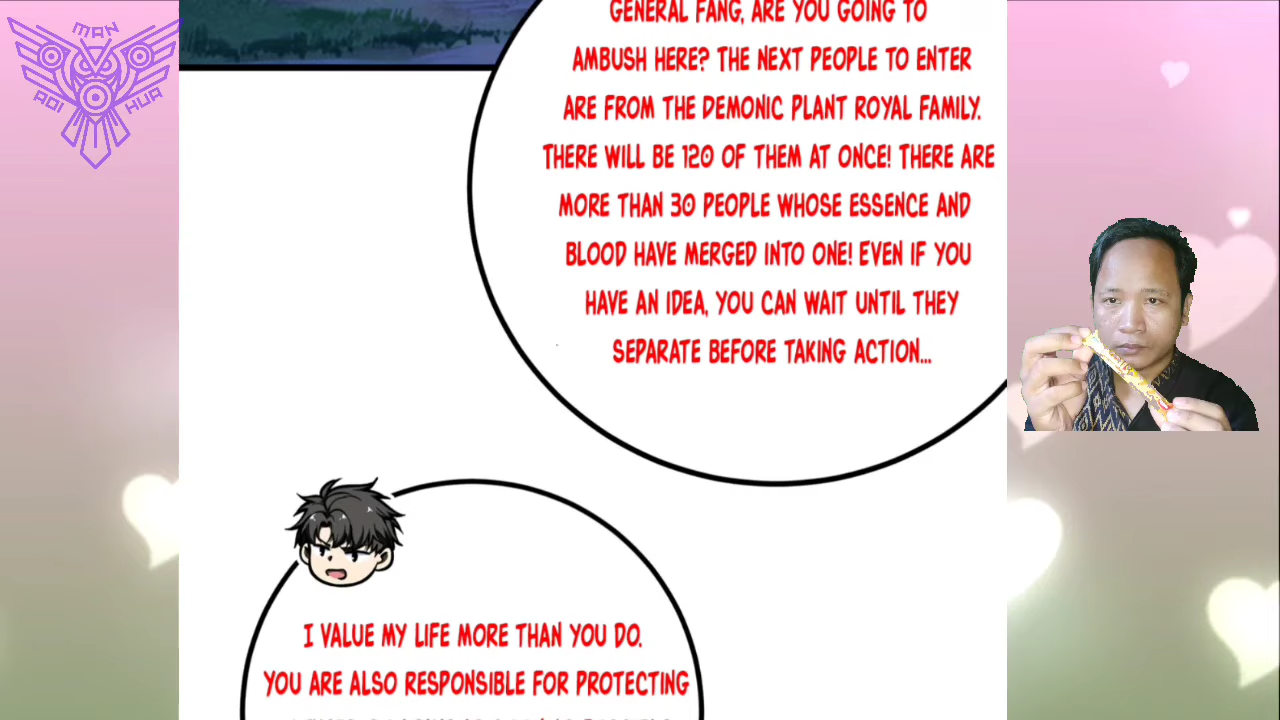 MAN
AOI HUA
GENERAL FANG, ARE YOU GOING TO
AMBUSH HERE? THE NEXT PEOPLE TO ENTER
ARE FROM THE DEMONIC PLANT ROYAL FAMILY.
THERE WILL BE 120 OF THEM AT ONCE! THERE ARE
MORE THAN 30 PEOPLE WHOSE ESSENCE AND
BLOOD HAVE MERGED INTO ONE! EVEN IF YOU
HAVE AN IDEA, YOU CAN WAIT UNTIL THEY
SEPARATE BEFORE TAKING ACTION...
I VALUE MY LIFE MORE THAN YOU DO.
YOU ARE ALSO RESPONSIBLE FOR PROTECTING